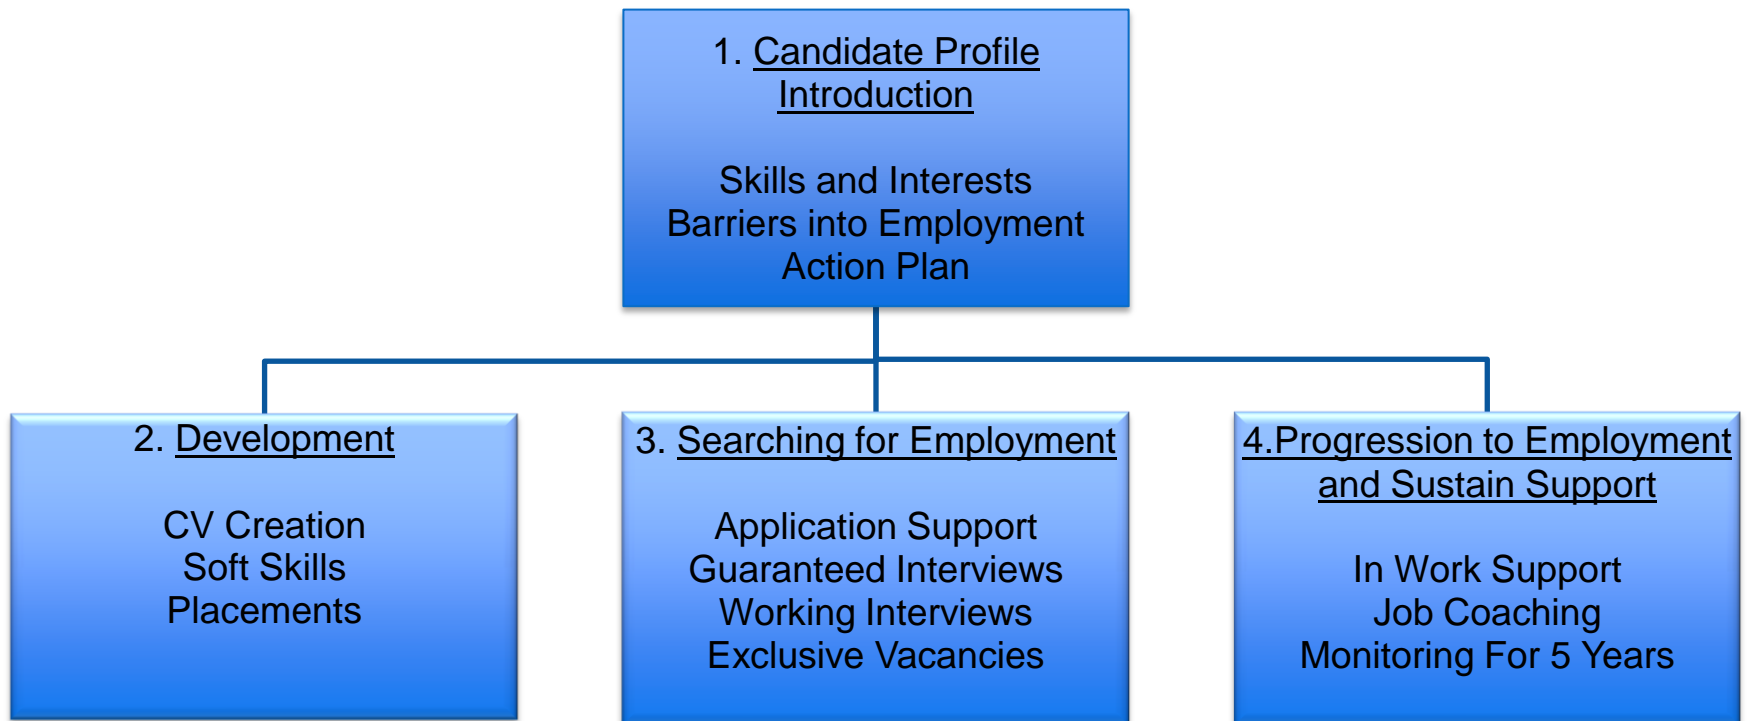 1. Candidate Profile
Introduction
Skills and Interests
Barriers into Employment
Action Plan
2. Development
CV Creation
Soft Skills
Placements
3. Searching for Employment
Application Support
Guaranteed Interviews
Working Interviews
Exclusive Vacancies
4.Progression to Employment
and Sustain Support
In Work Support
Job Coaching
Monitoring For 5 Years